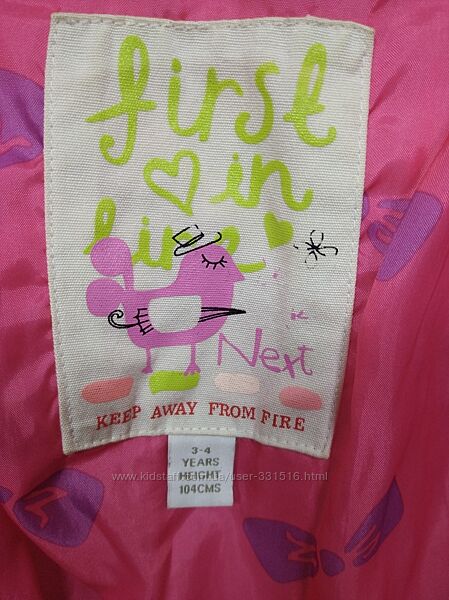 first
in
line
Next
KEEP AWAY FROM FIRE
3-4
YEARS
HEIGHT
104CMS